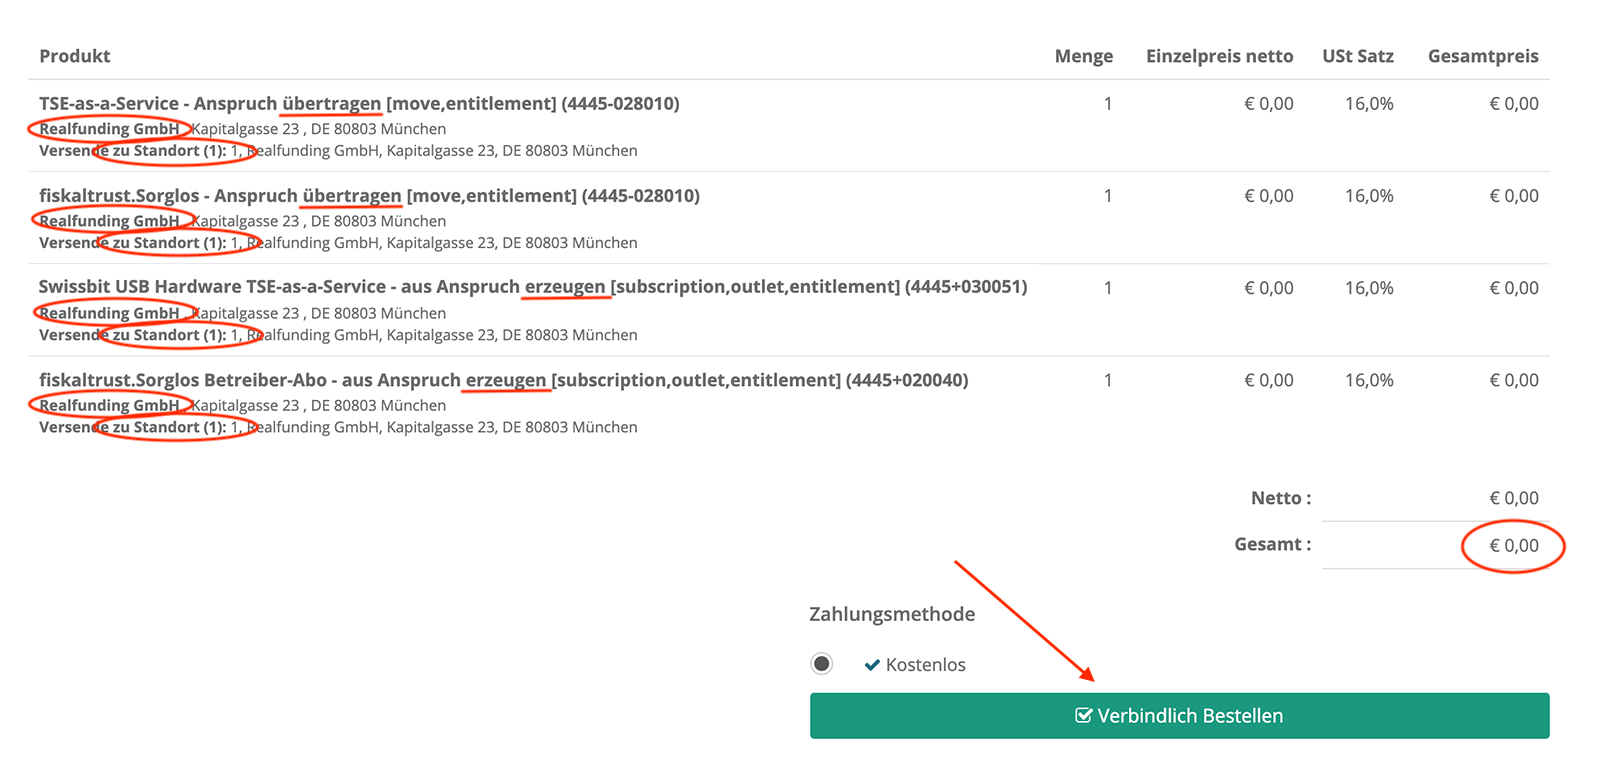 Produkt Menge Einzelpreis netto USt Satz Gesamtpreis
TSE-as-a-Service - Anspruch übertragen [move,entitlement] (4445-028010) 1 € 0,00 16,0% € 0,00
Realfunding GmbH , Kapitalgasse 23 , DE 80803 München
Versende zu Standort (1): 1, Realfunding GmbH, Kapitalgasse 23, DE 80803 München
fiskaltrust.Sorglos - Anspruch übertragen [move,entitlement] (4445-028010) 1 € 0,00 16,0% € 0,00
Realfunding GmbH , Kapitalgasse 23 , DE 80803 München
Versende zu Standort (1): 1, Realfunding GmbH, Kapitalgasse 23, DE 80803 München
Swissbit USB Hardware TSE-as-a-Service - aus Anspruch erzeugen [subscription,outlet,entitlement] (4445+030051) 1 € 0,00 16,0% € 0,00
Realfunding GmbH , Kapitalgasse 23 , DE 80803 München
Versende zu Standort (1): 1, Realfunding GmbH, Kapitalgasse 23, DE 80803 München
fiskaltrust.Sorglos Betreiber-Abo - aus Anspruch erzeugen [subscription,outlet,entitlement] (4445+020040) 1 € 0,00 16,0% € 0,00
Realfunding GmbH , Kapitalgasse 23 , DE 80803 München
Versende zu Standort (1): 1, Realfunding GmbH, Kapitalgasse 23, DE 80803 München
Netto : € 0,00
Gesamt : € 0,00
Zahlungsmethode
Kostenlos
Verbindlich Bestellen